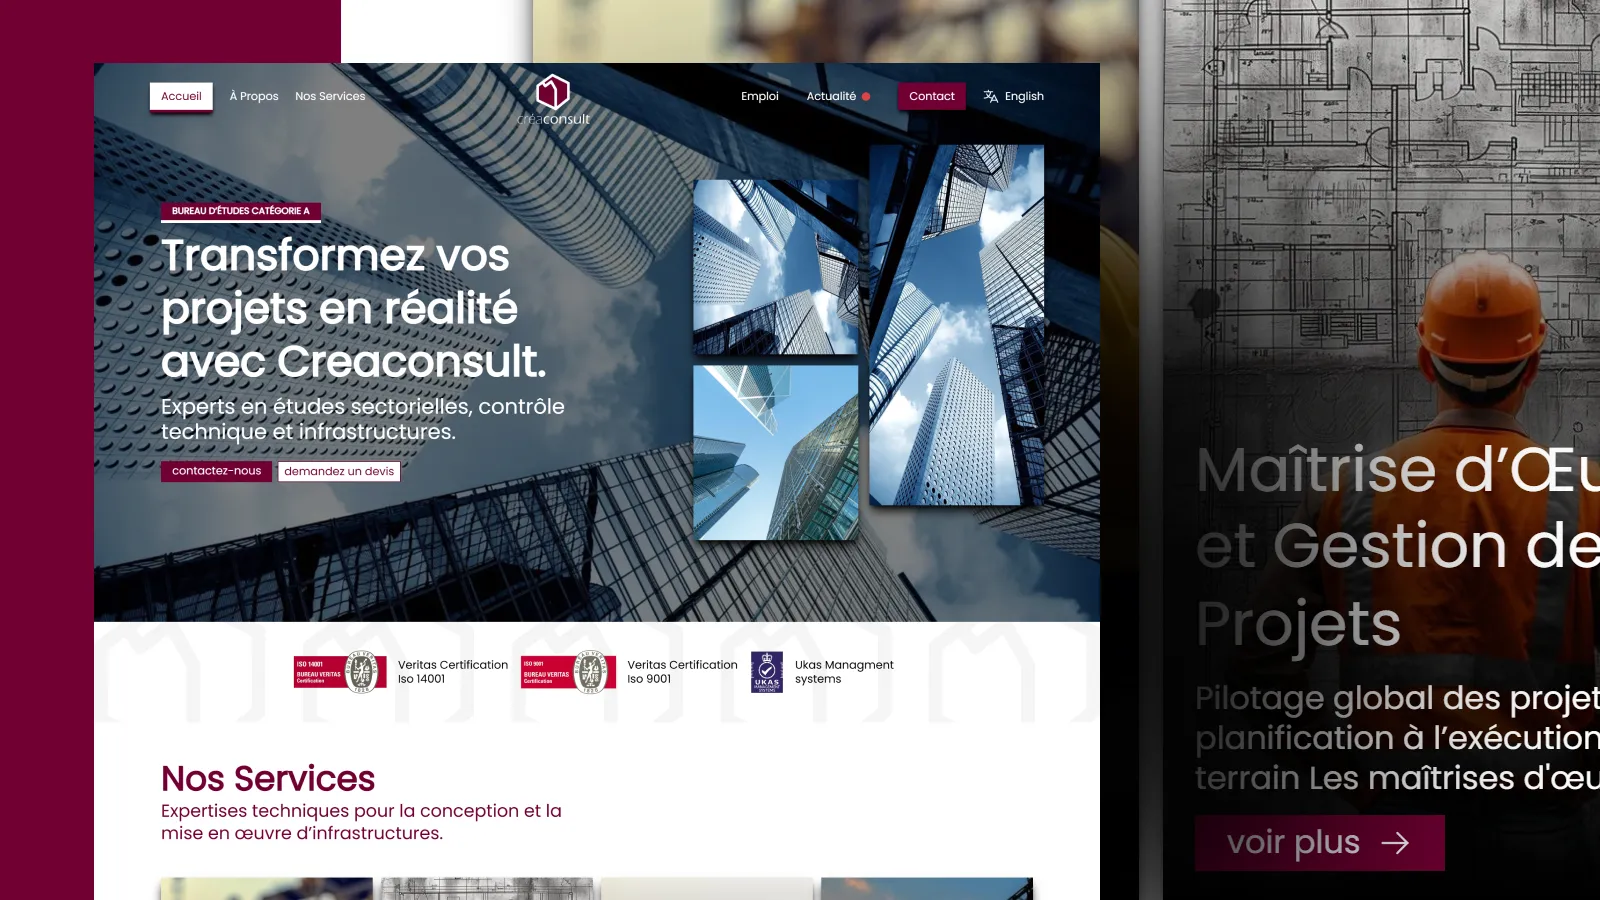 Accueil
À Propos
Nos Services
créaconsult
Emploi
Actualité
Contact
English
BUREAU D'ÉTUDES CATÉGORIE A
Transformez vos
projets en réalité
avec Creaconsult.
Experts en études sectorielles, contrôle
technique et infrastructures.
contactez-nous
demandez un devis
ISO 14001
BUREAU VERITAS
Certification
Veritas Certification
Iso 14001
ISO 9001
BUREAU VERITAS
Certification
Veritas Certification
Iso 9001
UKAS
MANAGEMENT
SYSTEMS
Ukas Managment
systems
Nos Services
Expertises techniques pour la conception et la
mise en œuvre d'infrastructures.
Maîtrise d'Œu
et Gestion de
Projets
Pilotage global des projet
planification à l'exécution
terrain Les maîtrises d'œu
voir plus